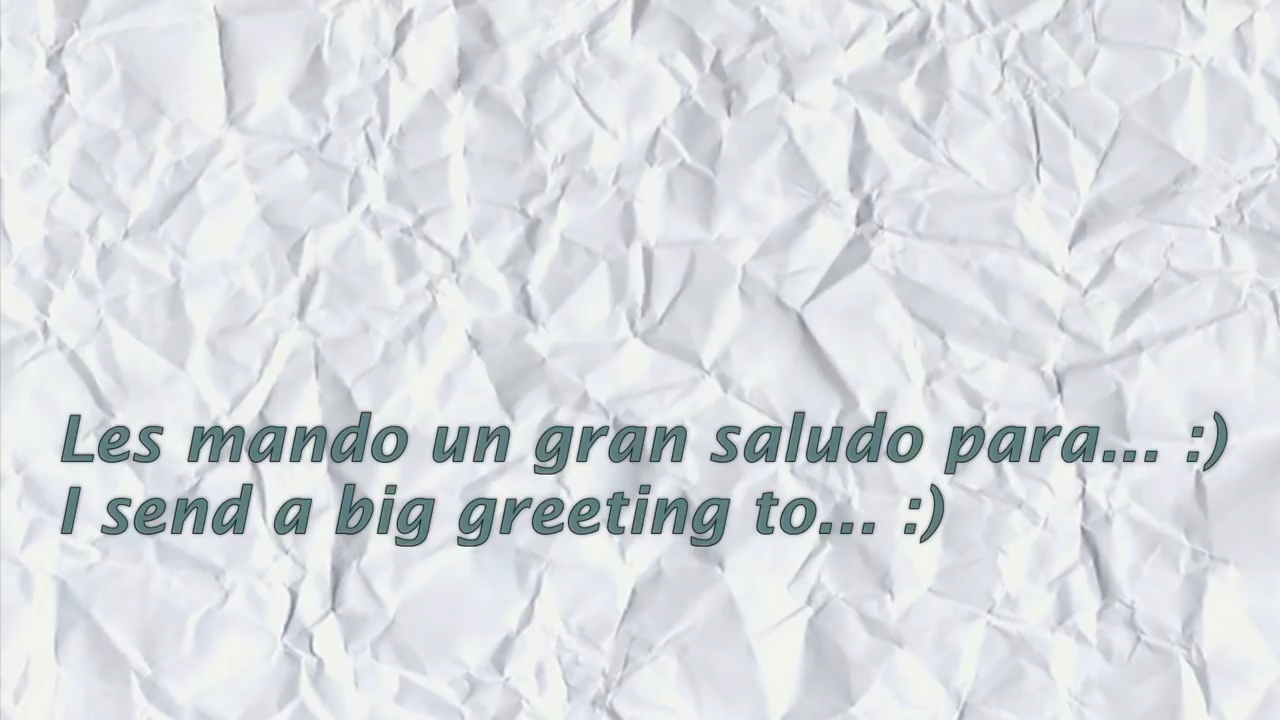 Les mando un gran saludo para... :)
I send a big greeting to... :)